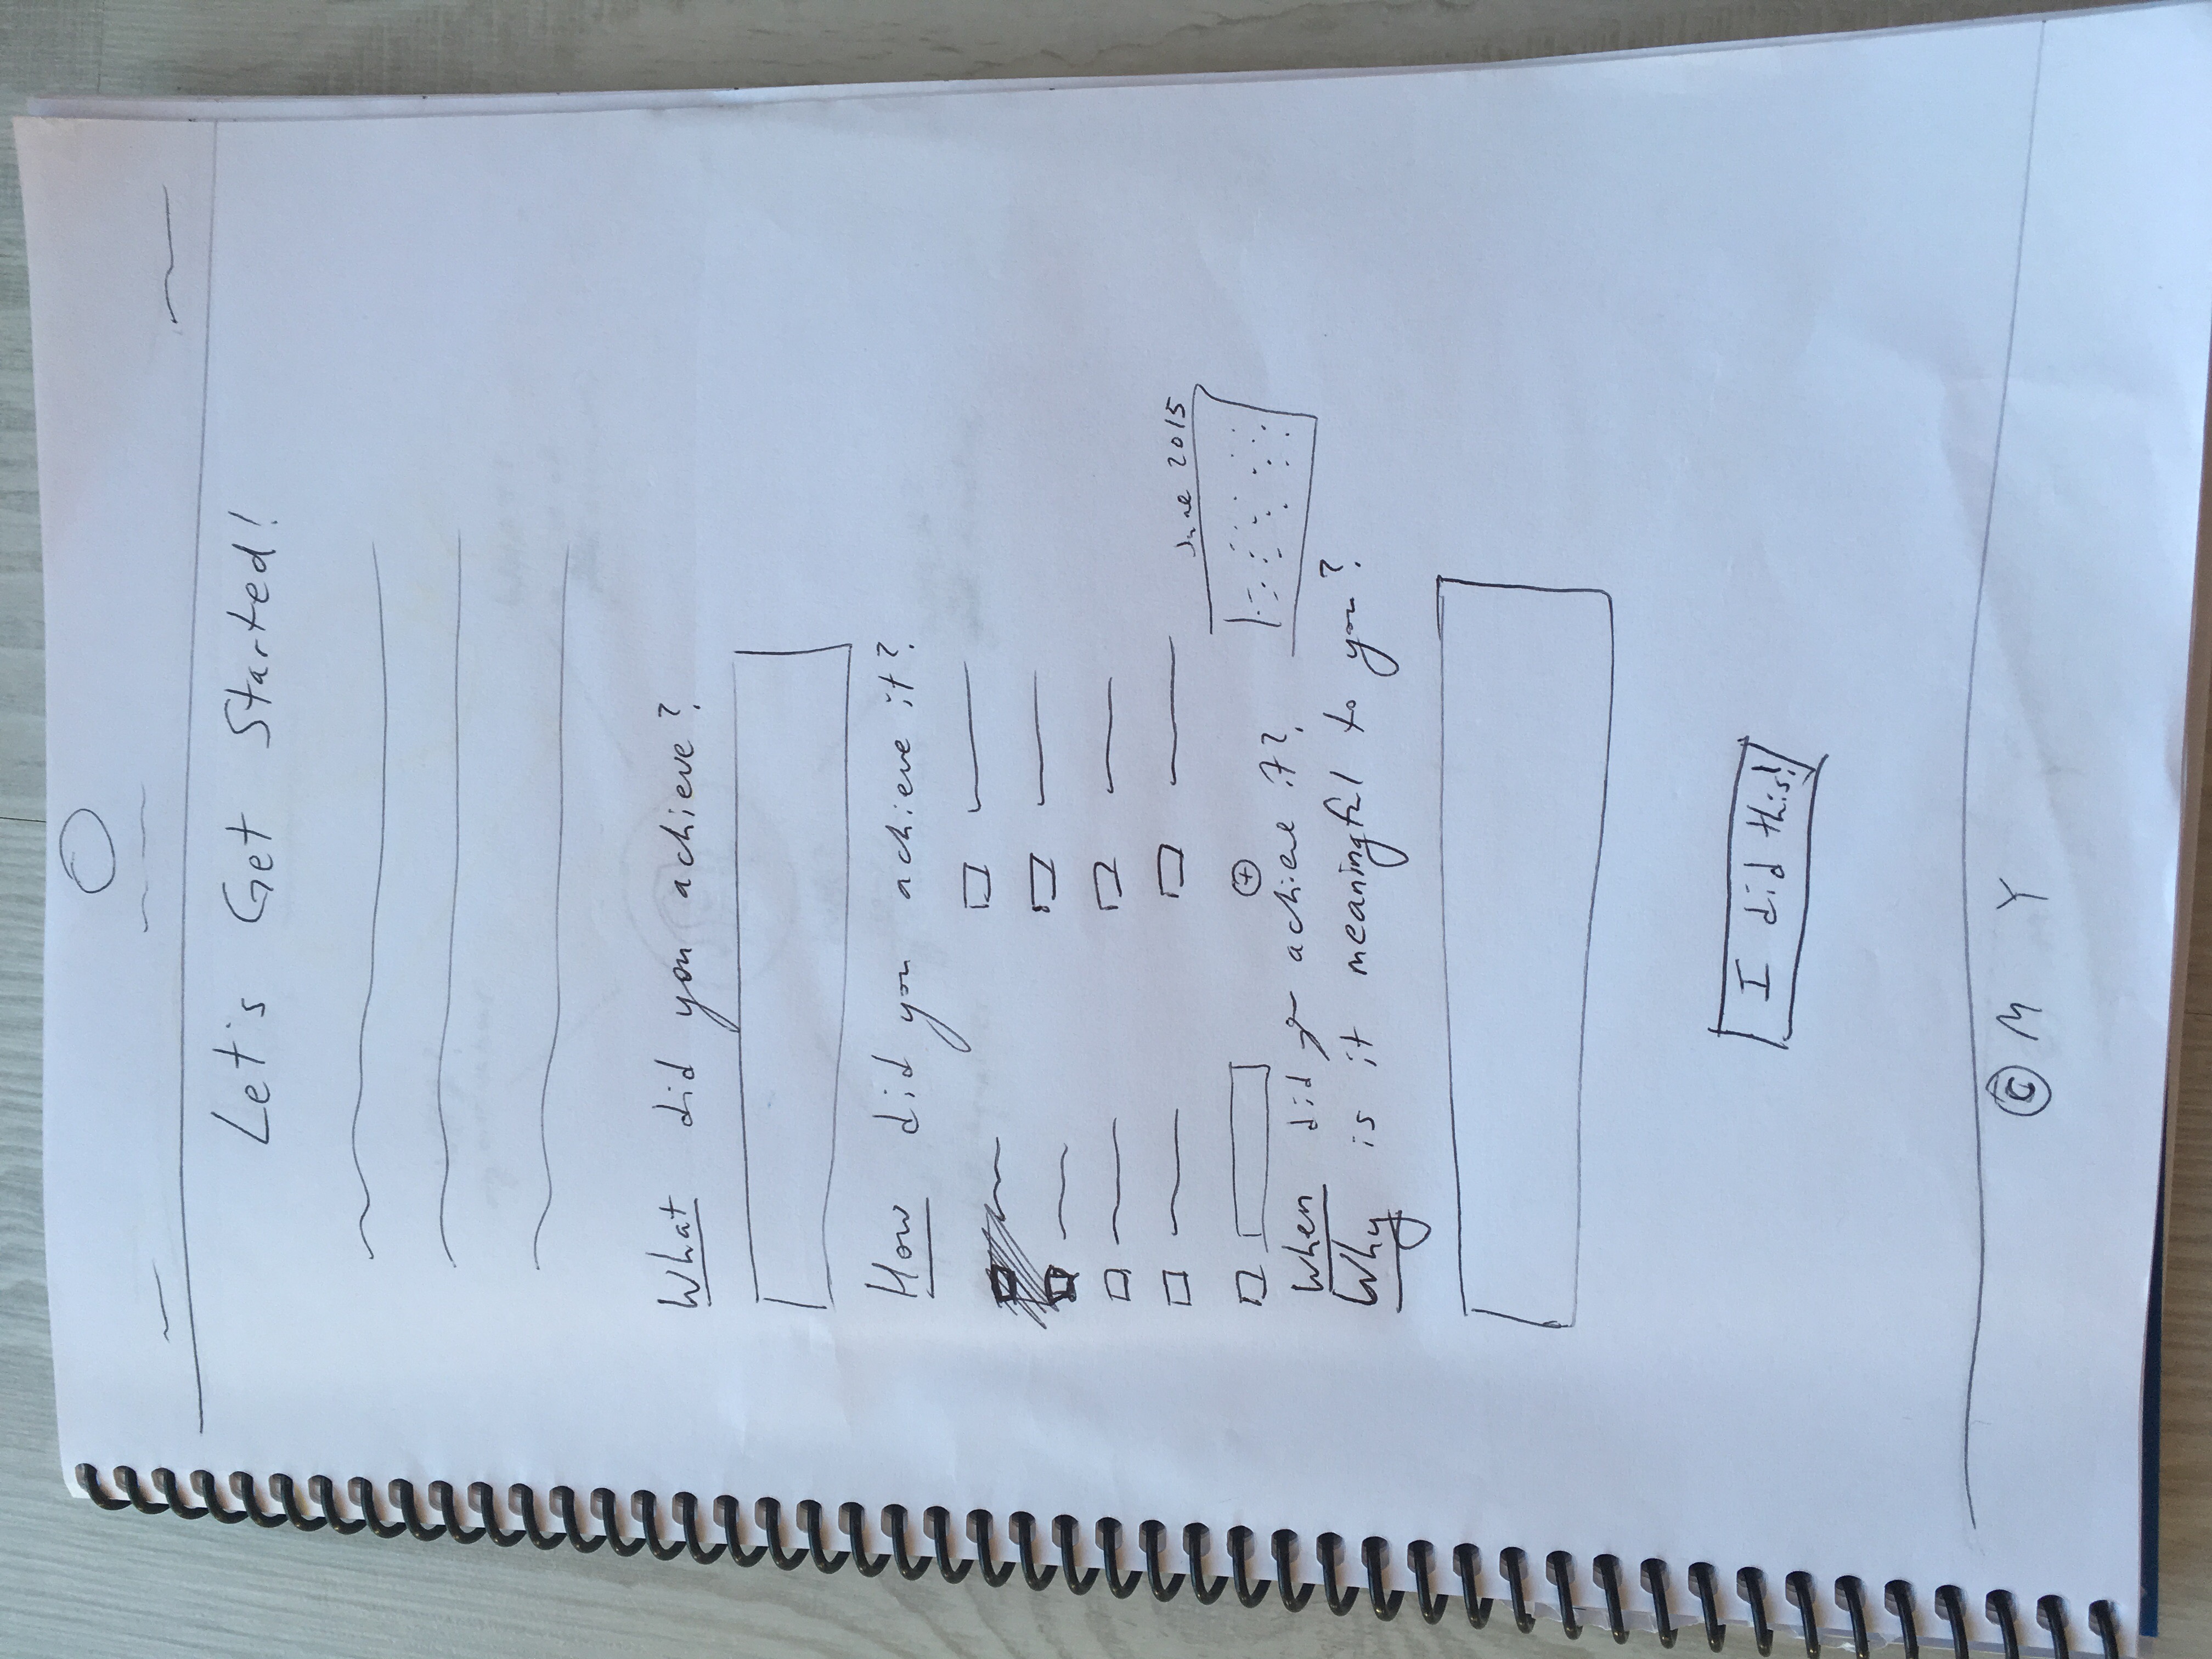 Let's Get Started!
What did you achieve?
How did you achieve it?
June 2015
+
When did you achieve it?
Why is it meaningful to you?
I did this!
© M Y